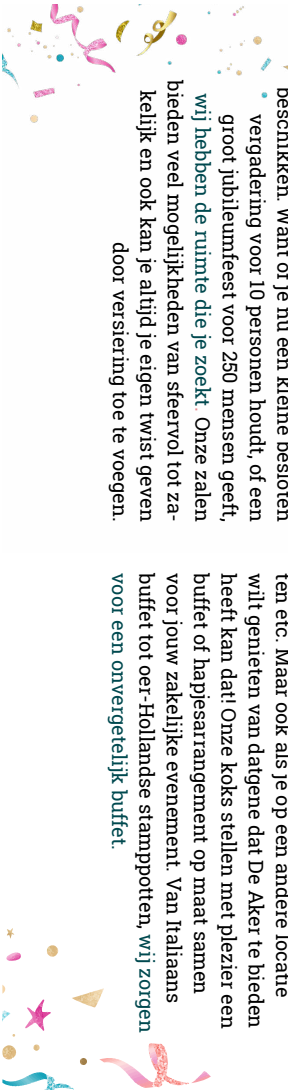 beschikken. Want of je nu een kleine besloten
vergadering voor 10 personen houdt, of een
groot jubileumfeest voor 250 mensen geeft,
wij hebben de ruimte die je zoekt. Onze zalen
bieden veel mogelijkheden van sfeervol tot za-
kelijk en ook kan je altijd je eigen twist geven
door versiering toe te voegen.
ten etc. Maar ook als je op een andere locatie
wilt genieten van datgene dat De Aker te bieden
heeft kan dat! Onze koks stellen met plezier een
buffet of hapjesarrangement op maat samen
voor jouw zakelijke evenement. Van Italiaans
buffet tot oer-Hollandse stamppotten, wij zorgen
voor een onvergetelijk buffet.